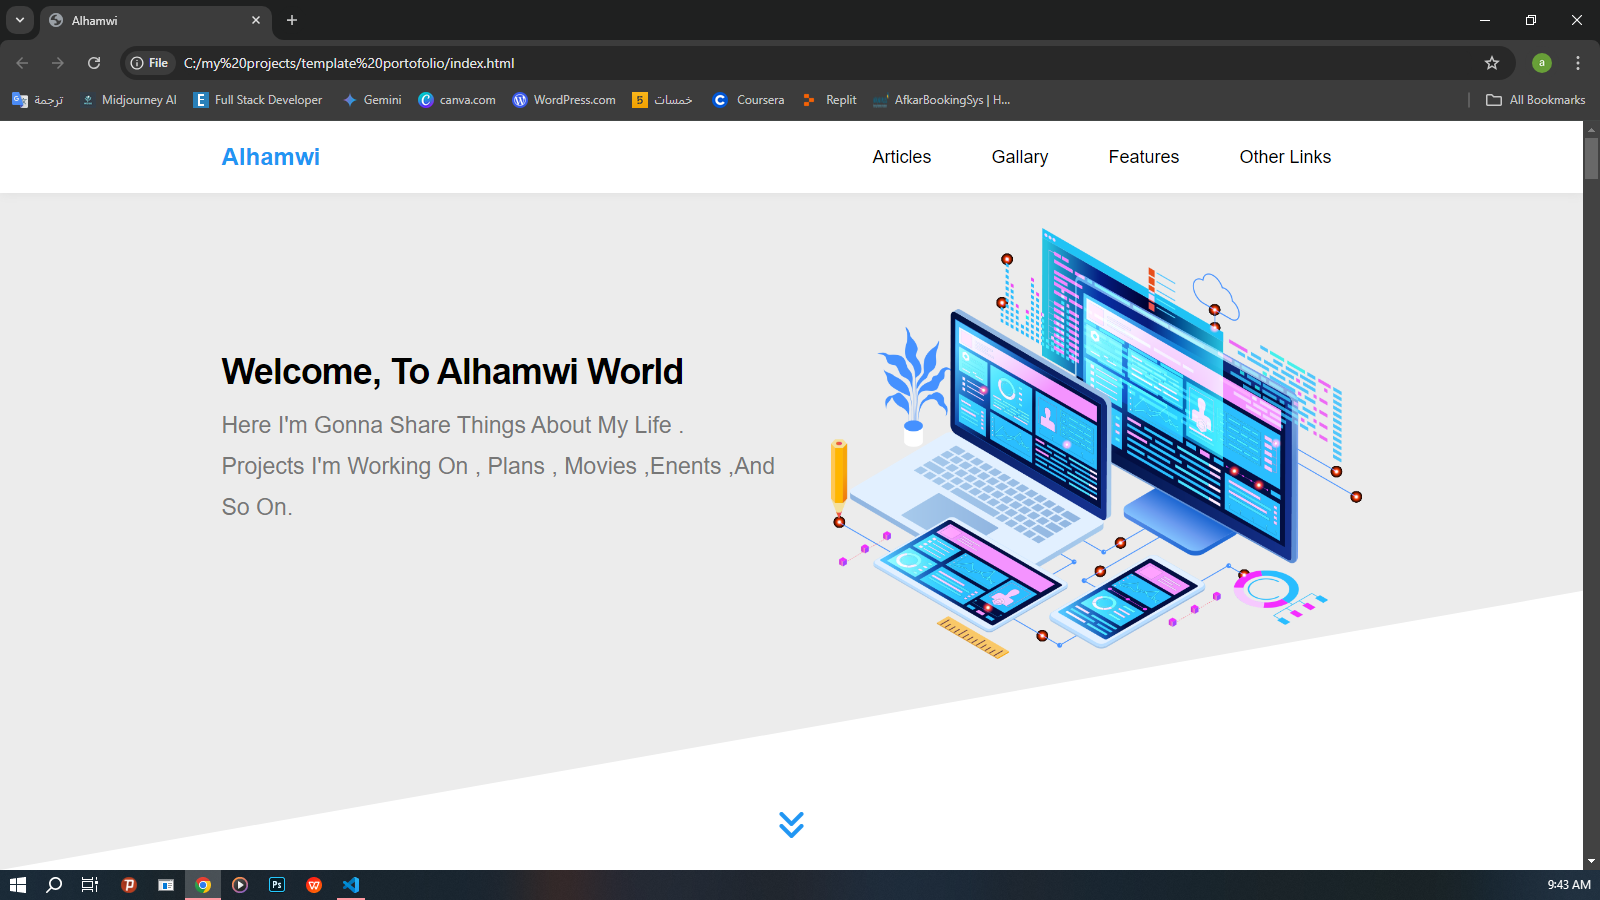 Alhamwi
File C:/my%20projects/template%20portofolio/index.html
a
ترجمة Midjourney AI Full Stack Developer Gemini canva.com WordPress.com خمسات Coursera Replit AfkarBookingSys | H... All Bookmarks
Alhamwi Articles Gallary Features Other Links
Welcome, To Alhamwi World
Here I'm Gonna Share Things About My Life .
Projects I'm Working On , Plans , Movies ,Enents ,And
So On.
9:43 AM